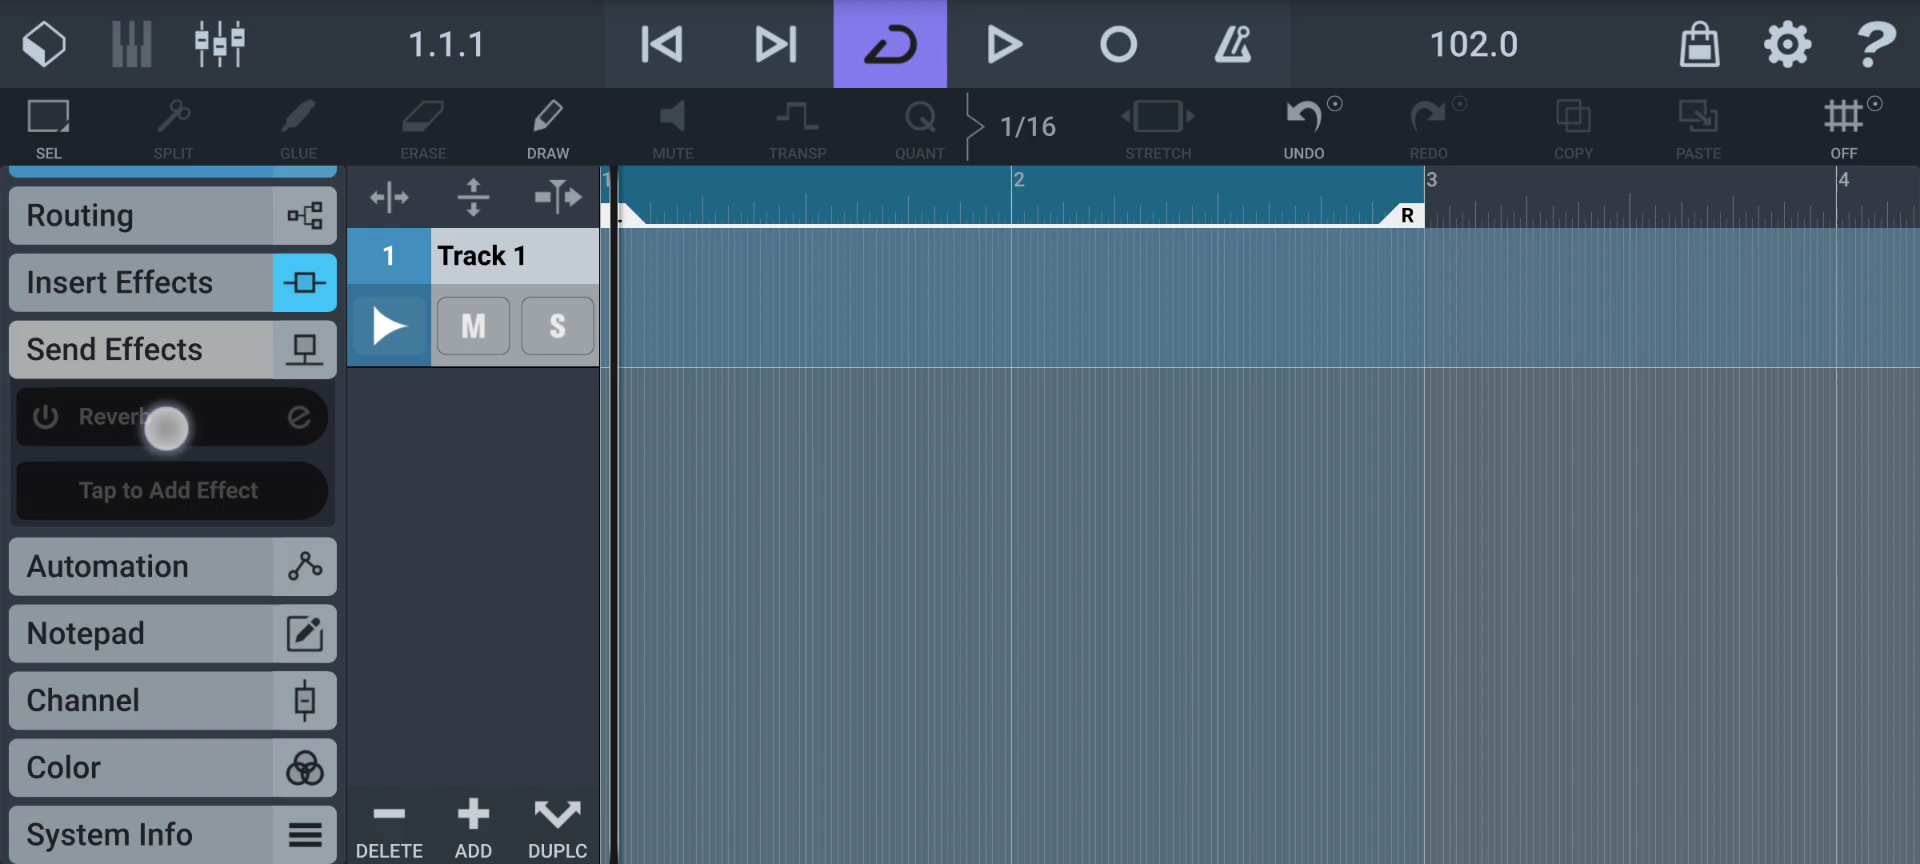 1.1.1
102.0
SEL
SPLIT
GLUE
ERASE
DRAW
MUTE
TRANSP
Q
QUANT
1/16
STRETCH
UNDO
REDO
COPY
PASTE
OFF
Routing
Insert Effects
Send Effects
Reverb
Tap to Add Effect
Automation
Notepad
Channel
Color
System Info
1
2
3
4
R
1
Track 1
M
S
DELETE
ADD
DUPLC